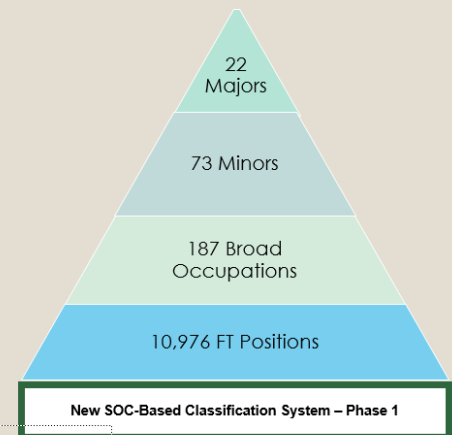 22
Majors
73 Minors
187 Broad
Occupations
10,976 FT Positions
New SOC-Based Classification System – Phase 1